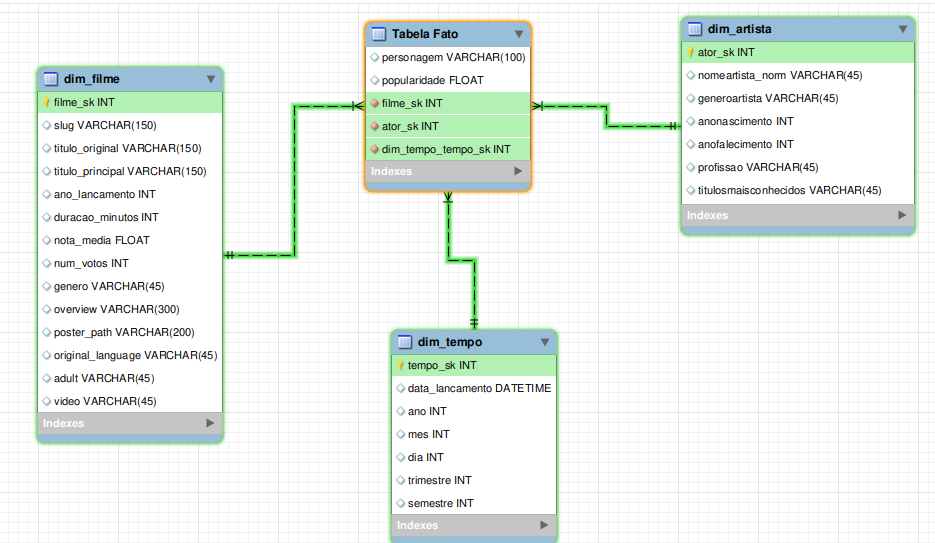 dim_filme
filme_sk INT
slug VARCHAR(150)
titulo_original VARCHAR(150)
titulo_principal VARCHAR(150)
ano_lancamento INT
duracao_minutos INT
nota_media FLOAT
num_votos INT
genero VARCHAR(45)
overview VARCHAR(300)
poster_path VARCHAR(200)
original_language VARCHAR(45)
adult VARCHAR(45)
video VARCHAR(45)
Indexes
Tabela Fato
personagem VARCHAR(100)
popularidade FLOAT
filme_sk INT
ator_sk INT
dim_tempo_tempo_sk INT
Indexes
dim_artista
ator_sk INT
nomeartista_norm VARCHAR(45)
generoartista VARCHAR(45)
anonascimento INT
anofalecimento INT
profissao VARCHAR(45)
titulosmaisconhecidos VARCHAR(45)
Indexes
dim_tempo
tempo_sk INT
data_lancamento DATETIME
ano INT
mes INT
dia INT
trimestre INT
semestre INT
Indexes